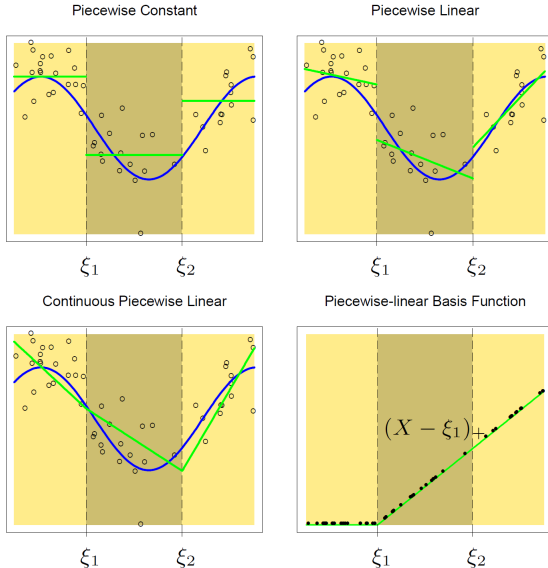 Piecewise Constant
Piecewise Linear
ξ1
ξ2
ξ1
ξ2
Continuous Piecewise Linear
Piecewise-linear Basis Function
(X − ξ1)+
ξ1
ξ2
ξ1
ξ2